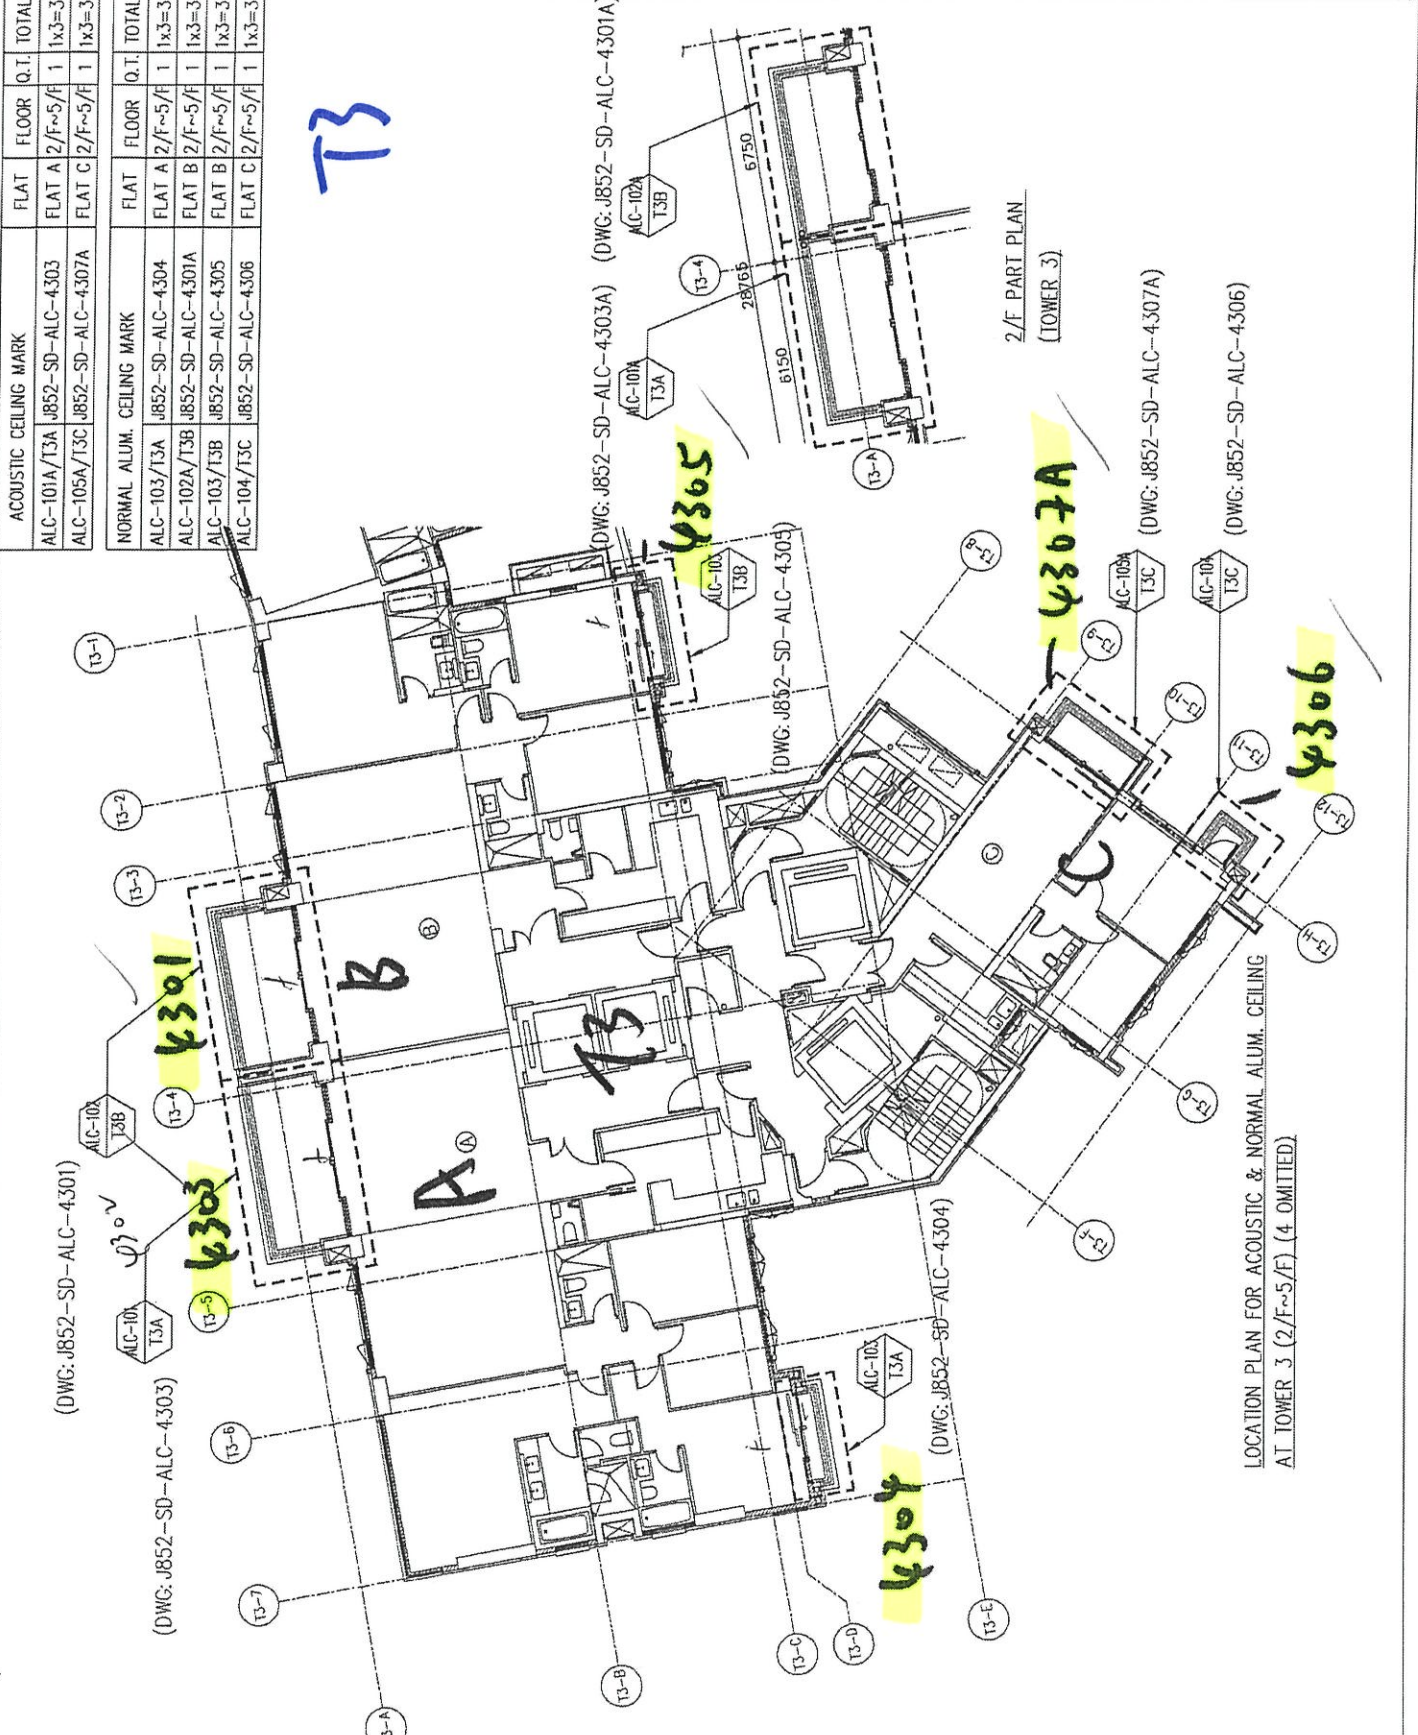 ACOUSTIC CEILING MARK FLAT FLOOR Q.T. TOTAL
ALC-101A/T3A J852-SD-ALC-4303 FLAT A 2/F~5/F 1 1x3=3
ALC-105A/T3C J852-SD-ALC-4307A FLAT C 2/F~5/F 1 1x3=3
NORMAL ALUM. CEILING MARK FLAT FLOOR Q.T. TOTAL
ALC-103/T3A J852-SD-ALC-4304 FLAT A 2/F~5/F 1 1x3=3
ALC-102A/T3B J852-SD-ALC-4301A FLAT B 2/F~5/F 1 1x3=3
ALC-103/T3B J852-SD-ALC-4305 FLAT B 2/F~5/F 1 1x3=3
ALC-104/T3C J852-SD-ALC-4306 FLAT C 2/F~5/F 1 1x3=3
T3
(DWG: J852-SD-ALC-4301)
ALC-102
T3B
4301
4302
ALC-101
T3A
4303
(DWG: J852-SD-ALC-4303)
T3-1
T3-2
T3-3
T3-4
T3-5
T3-6
T3-7
B
B
A
A
T3
C
C
(DWG: J852-SD-ALC-4303A)
(DWG: J852-SD-ALC-4301A)
ALC-101A
T3A
ALC-102A
T3B
T3-4
6150
28765
6750
T3-A
2/F PART PLAN
(TOWER 3)
4305
ALC-103
T3B
(DWG: J852-SD-ALC-4305)
T3-8
T3-9
T3-10
T3-11
T3-12
4307A
ALC-105A
T3C
(DWG: J852-SD-ALC-4307A)
ALC-104
T3C
(DWG: J852-SD-ALC-4306)
4306
T3-H
T3-G
T3-F
ALC-103
T3A
(DWG: J852-SD-ALC-4304)
4304
T3-B
T3-C
T3-D
T3-E
LOCATION PLAN FOR ACOUSTIC & NORMAL ALUM. CEILING
AT TOWER 3 (2/F~5/F) (4 OMITTED)